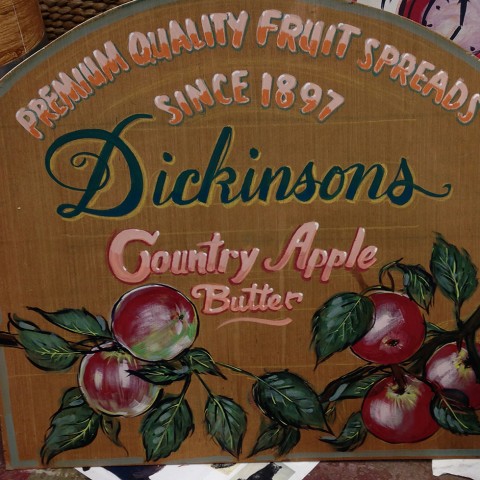 PREMIUM QUALITY FRUIT SPREADS
SINCE 1897
Dickinsons
Country Apple
Butter